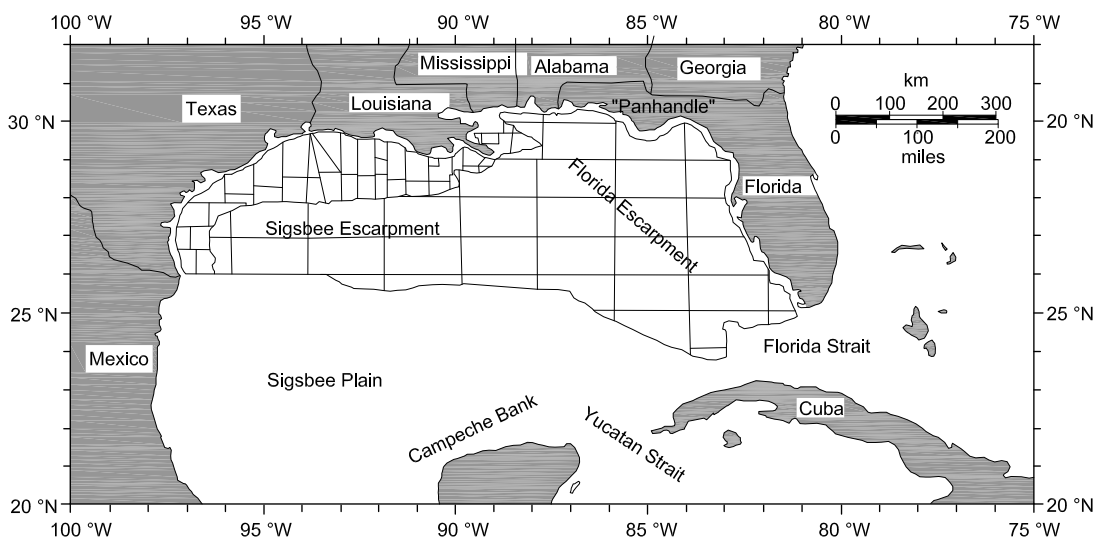 100 °W 95 °W 90 °W 85 °W 80 °W 75 °W
Mississippi
Alabama
Georgia
km
Texas
Louisiana
"Panhandle"
0 100 200 300
30 °N
20 °N
0 100 200
miles
Florida
Florida Escarpment
Sigsbee Escarpment
25 °N
25 °N
Mexico
Florida Strait
Sigsbee Plain
Campeche Bank
Yucatan Strait
Cuba
20 °N
20 °N
100 °W 95 °W 90 °W 85 °W 80 °W 75 °W